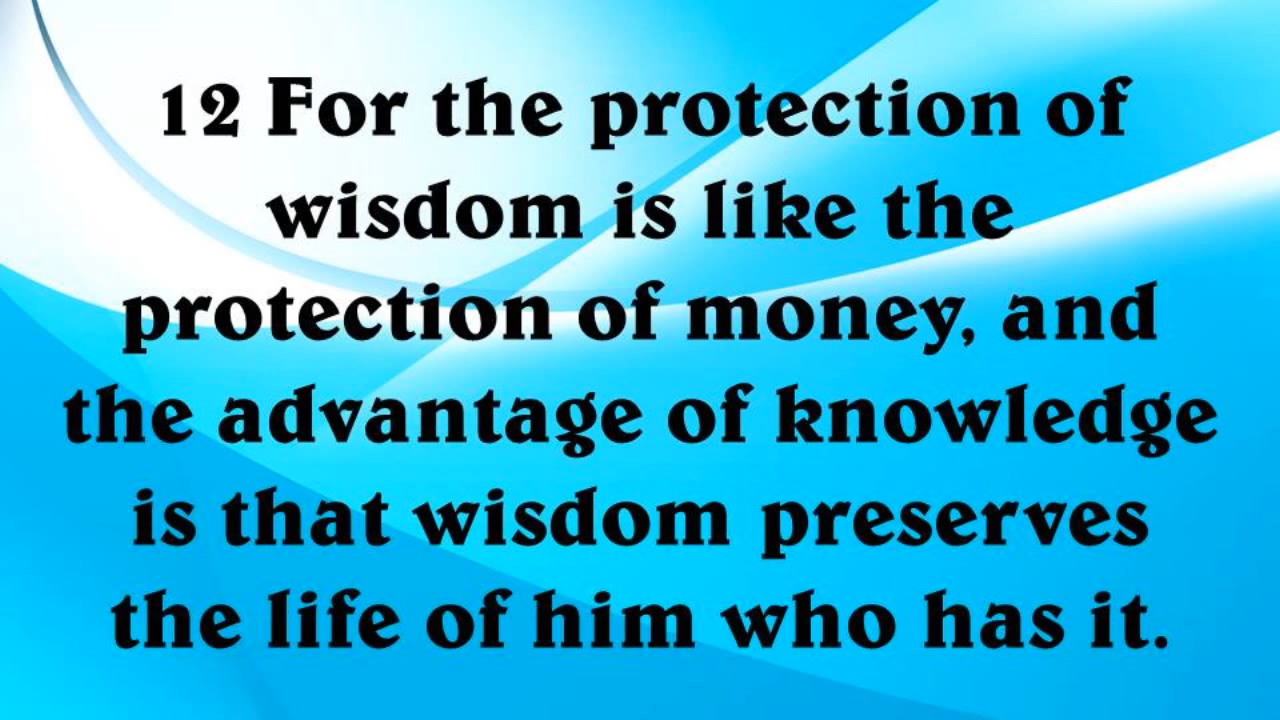 12 For the protection of
wisdom is like the
protection of money, and
the advantage of knowledge
is that wisdom preserves
the life of him who has it.